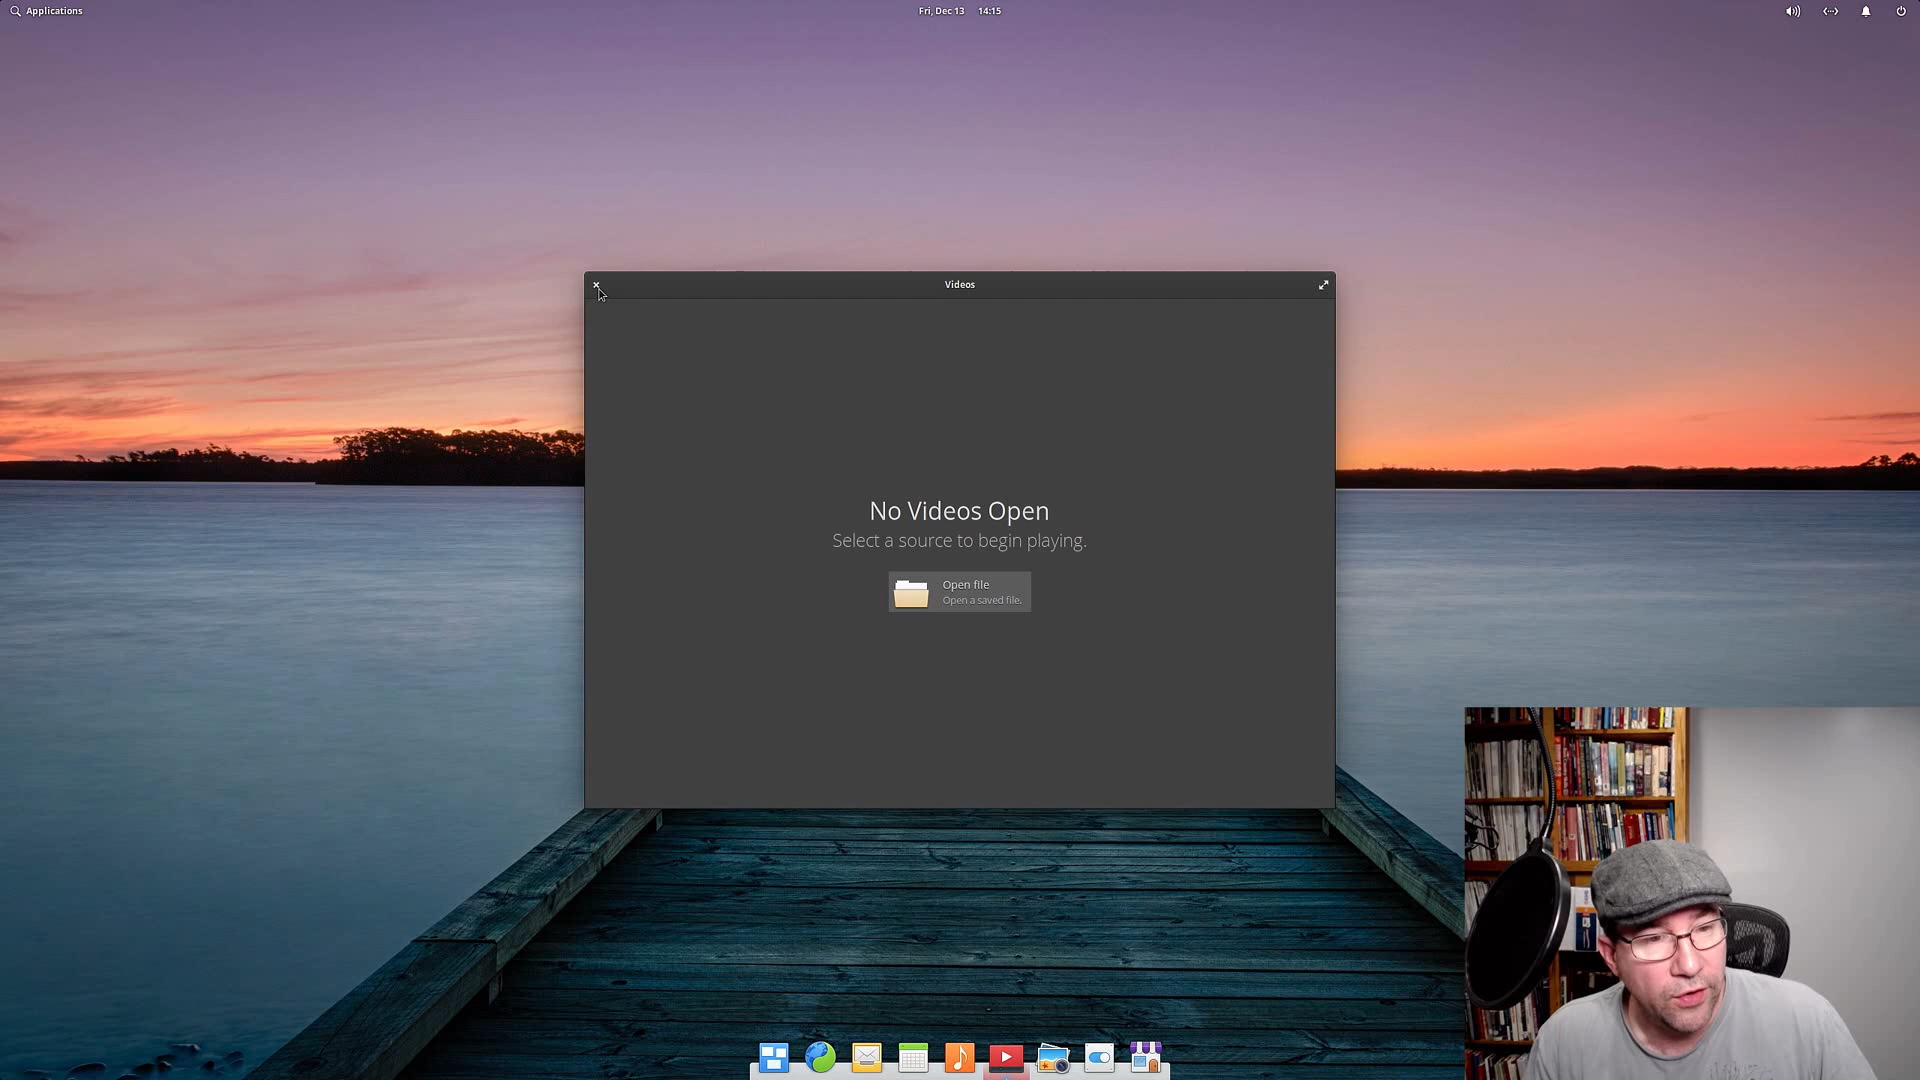 Applications
Fri, Dec 13 14:15
Videos
No Videos Open
Select a source to begin playing.
Open file
Open a saved file.